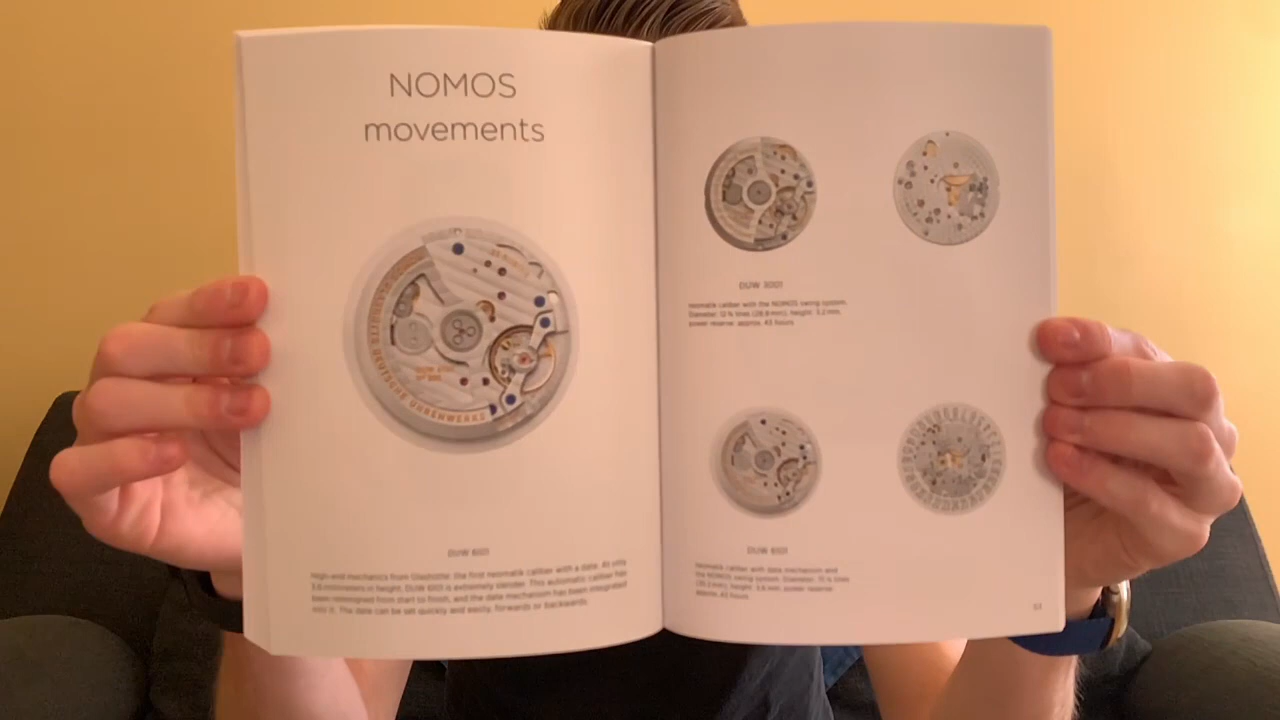 NOMOS
movements
DUW 6101
High-end mechanics from Glashütte: the first neomatik caliber with a date. At only
3.6 millimeters in height, DUW 6101 is extremely slender. This automatic caliber has
been redesigned from start to finish, and the date mechanism has been integrated
into it. The date can be set quickly and easily, forwards or backwards.
DEUTSCHE UHRENWERKE
DUW 3001
neomatik caliber with the NOMOS swing system.
Diameter: 12 ¾ lines (28.8 mm), height: 3.2 mm,
power reserve: approx. 43 hours
DUW 6101
neomatik caliber with date mechanism and
the NOMOS swing system. Diameter: 15 ½ lines
(35.2 mm), height: 3.6 mm, power reserve:
approx. 42 hours